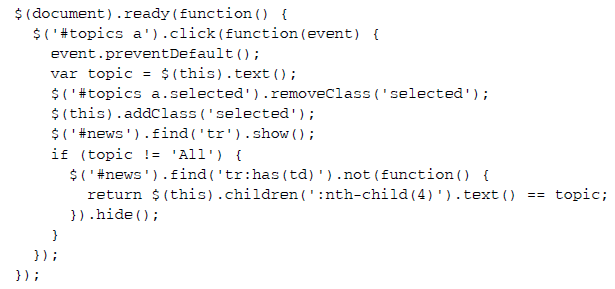 $(document).ready(function() {
  $('#topics a').click(function(event) {
    event.preventDefault();
    var topic = $(this).text();
    $('#topics a.selected').removeClass('selected');
    $(this).addClass('selected');
    $('#news').find('tr').show();
    if (topic != 'All') {
      $('#news').find('tr:has(td)').not(function() {
        return $(this).children(':nth-child(4)').text() == topic;
      }).hide();
    }
  });
});